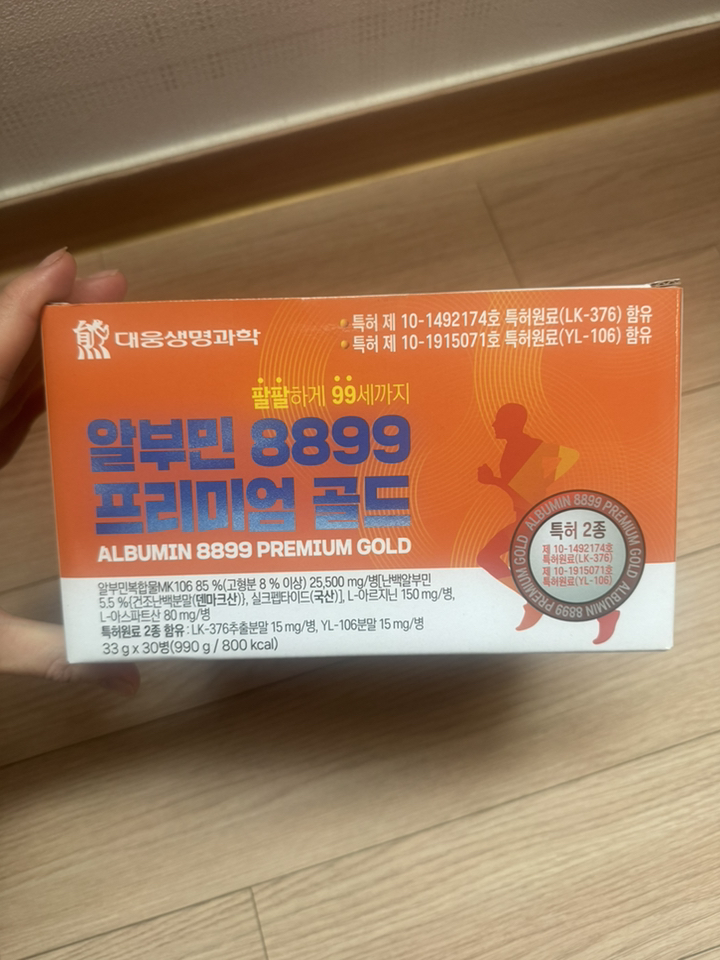 대웅생명과학
특허 제 10-1492174호 특허원료(LK-376) 함유
특허 제 10-1915071호 특허원료(YL-106) 함유
팔팔하게 99세까지
알부민 8899
프리미엄 골드
ALBUMIN 8899 PREMIUM GOLD
알부민복합물MK106 85 %(고형분 8 % 이상) 25,500 mg/병[난백알부민
5.5 %{건조난백분말(덴마크산)}, 실크펩타이드(국산)], L-아르지닌 150 mg/병,
L-아스파트산 80 mg/병
특허원료 2종 함유 : LK-376추출분말 15 mg/병, YL-106분말 15 mg/병
33 g x 30병(990 g / 800 kcal)
ALBUMIN 8899 PREMIUM GOLD
특허 2종
제 10-1492174호
특허원료(LK-376)
제 10-1915071호
특허원료(YL-106)
ALBUMIN 8899 PREMIUM GOLD